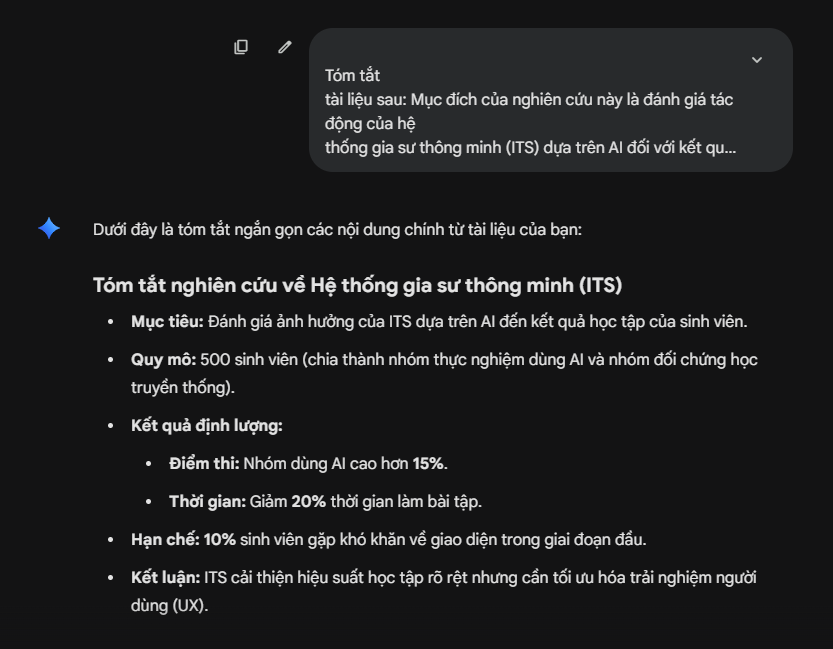 Tóm tắt
tài liệu sau: Mục đích của nghiên cứu này là đánh giá tác
động của hệ
thống gia sư thông minh (ITS) dựa trên AI đối với kết qu...
Dưới đây là tóm tắt ngắn gọn các nội dung chính từ tài liệu của bạn:
Tóm tắt nghiên cứu về Hệ thống gia sư thông minh (ITS)
• Mục tiêu: Đánh giá ảnh hưởng của ITS dựa trên AI đến kết quả học tập của sinh viên.
• Quy mô: 500 sinh viên (chia thành nhóm thực nghiệm dùng AI và nhóm đối chứng học
truyền thống).
• Kết quả định lượng:
• Điểm thi: Nhóm dùng AI cao hơn 15%.
• Thời gian: Giảm 20% thời gian làm bài tập.
• Hạn chế: 10% sinh viên gặp khó khăn về giao diện trong giai đoạn đầu.
• Kết luận: ITS cải thiện hiệu suất học tập rõ rệt nhưng cần tối ưu hóa trải nghiệm người
dùng (UX).